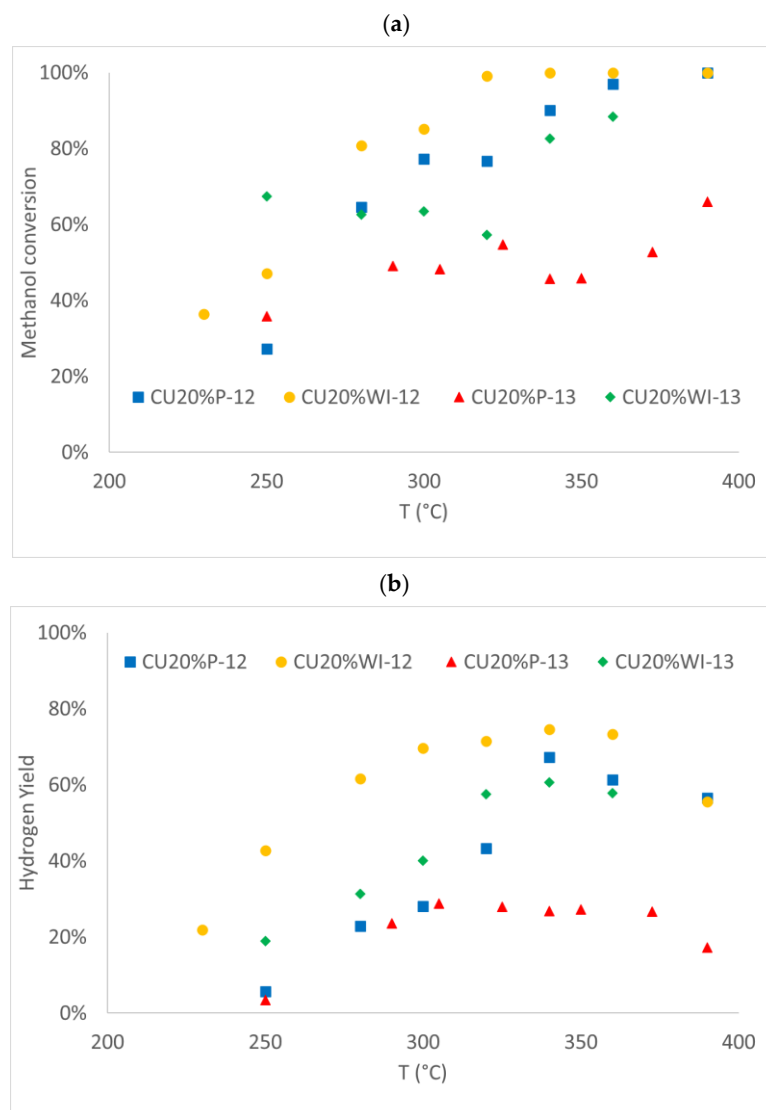 (a)
100%
80%
60%
40%
20%
0%
Methanol conversion
CU20%P-12 CU20%WI-12 CU20%P-13 CU20%WI-13
200 250 300 350 400
T (°C)
(b)
100%
80%
60%
40%
20%
0%
Hydrogen Yield
CU20%P-12 CU20%WI-12 CU20%P-13 CU20%WI-13
200 250 300 350 400
T (°C)